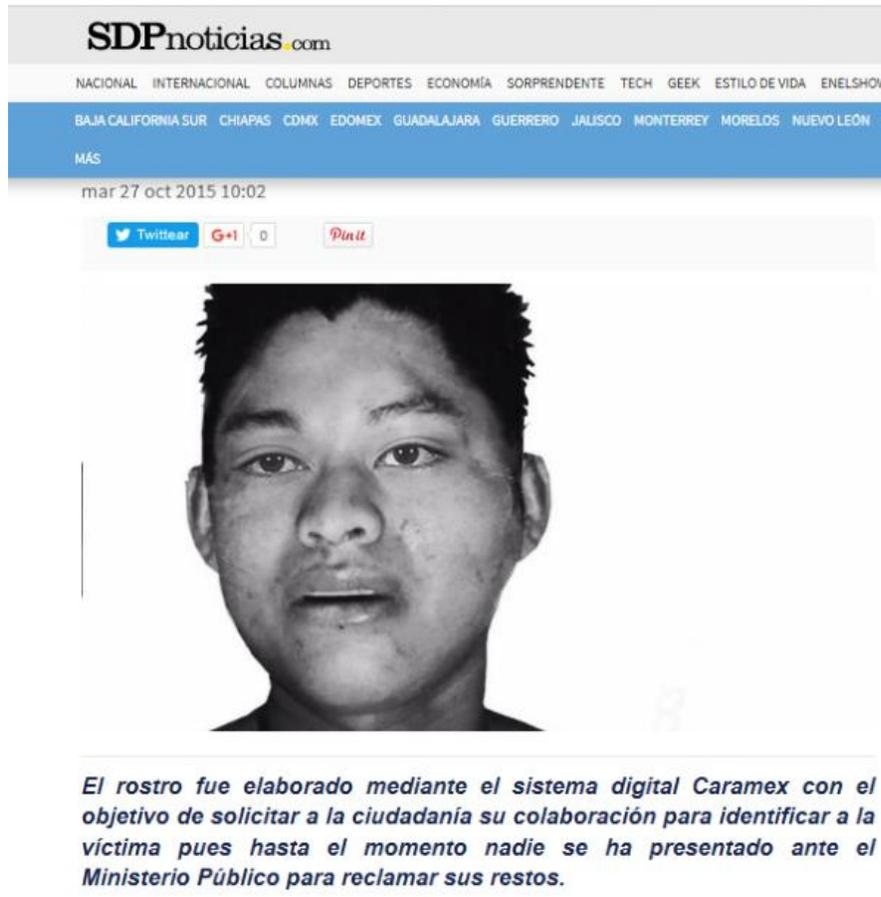 SDPnoticias.com
NACIONAL INTERNACIONAL COLUMNAS DEPORTES ECONOMÍA SORPRENDENTE TECH GEEK ESTILO DE VIDA ENELSHOW
BAJA CALIFORNIA SUR CHIAPAS CDMX EDOMEX GUADALAJARA GUERRERO JALISCO MONTERREY MORELOS NUEVO LEÓN
MÁS
mar 27 oct 2015 10:02
Twittear G+1 0 Pin it
El rostro fue elaborado mediante el sistema digital Caramex con el
objetivo de solicitar a la ciudadanía su colaboración para identificar a la
víctima pues hasta el momento nadie se ha presentado ante el
Ministerio Público para reclamar sus restos.